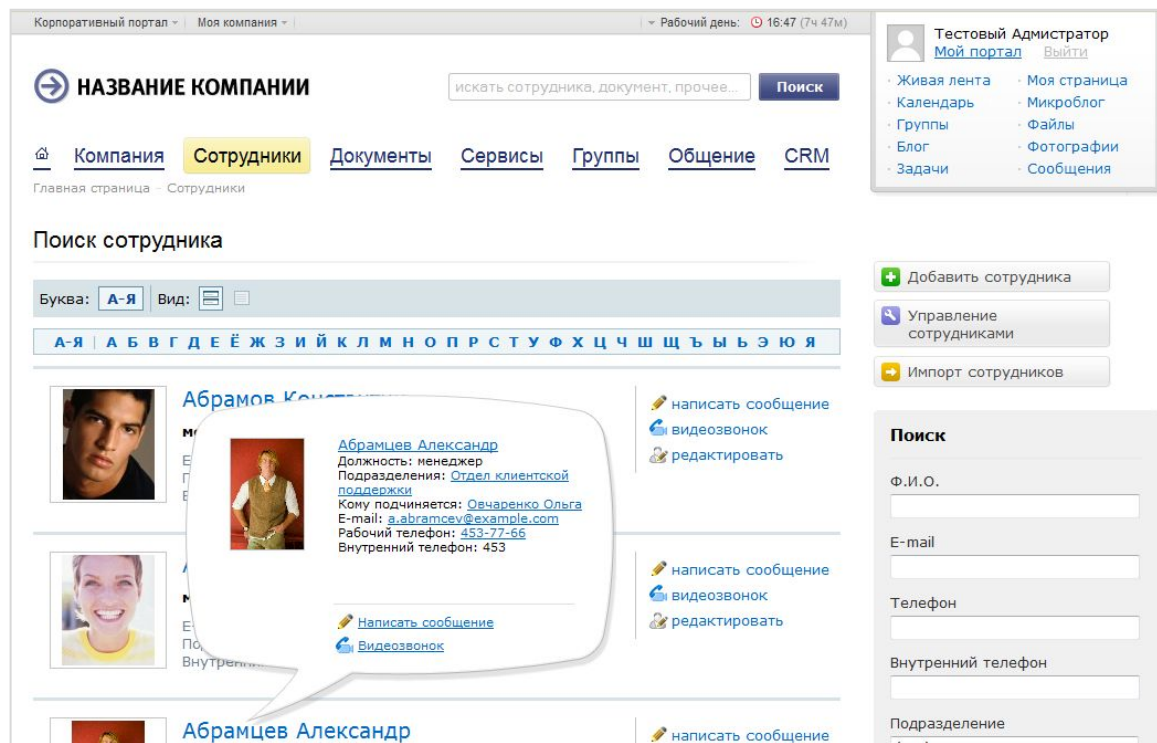 Корпоративный портал
Моя компания
Рабочий день: 16:47 (7ч 47м)
Тестовый Адмистратор
Мой портал Выйти
Живая лента
Моя страница
Календарь
Микроблог
Группы
Файлы
Блог
Фотографии
Задачи
Сообщения
НАЗВАНИЕ КОМПАНИИ
искать сотрудника, документ, прочее...
Поиск
Компания Сотрудники Документы Сервисы Группы Общение CRM
Главная страница - Сотрудники
Поиск сотрудника
Буква: А-Я Вид:
А-Я | А Б В Г Д Е Ё Ж З И Й К Л М Н О П Р С Т У Ф Х Ц Ч Ш Щ Ъ Ы Ь Э Ю Я
Абрамов
написать сообщение
видеозвонок
редактировать
Абрамцев Александр
Должность: менеджер
Подразделения: Отдел клиентской
поддержки
Кому подчиняется: Овчаренко Ольга
E-mail: a.abramcev@example.com
Рабочий телефон: 453-77-66
Внутренний телефон: 453
Написать сообщение
Видеозвонок
написать сообщение
видеозвонок
редактировать
Абрамцев Александр
написать сообщение
Добавить сотрудника
Управление
сотрудниками
Импорт сотрудников
Поиск
Ф.И.О.
E-mail
Телефон
Внутренний телефон
Подразделение